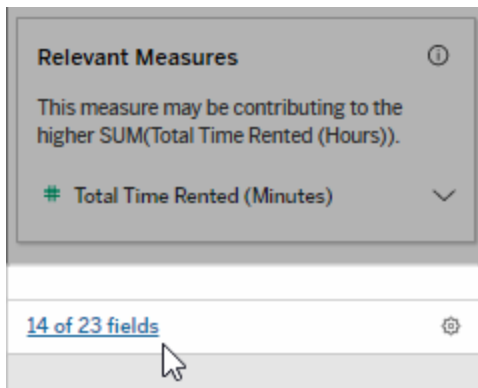 Relevant Measures
This measure may be contributing to the
higher SUM(Total Time Rented (Hours)).
Total Time Rented (Minutes)
14 of 23 fields